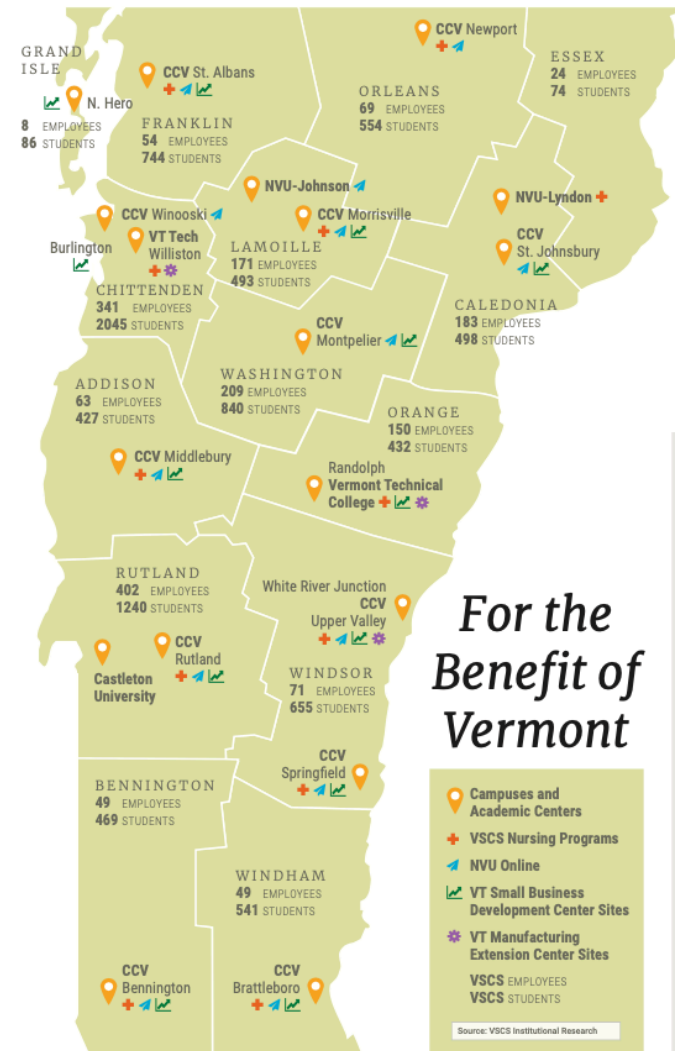 GRAND
ISLE
N. Hero
8 EMPLOYEES
86 STUDENTS
CCV St. Albans
FRANKLIN
54 EMPLOYEES
744 STUDENTS
CCV Newport
ORLEANS
69 EMPLOYEES
554 STUDENTS
ESSEX
24 EMPLOYEES
74 STUDENTS
NVU-Johnson
CCV Morrisville
LAMOILLE
171 EMPLOYEES
493 STUDENTS
NVU-Lyndon
CCV
St. Johnsbury
CALEDONIA
183 EMPLOYEES
498 STUDENTS
CCV Winooski
Burlington
VT Tech
Williston
CHITTENDEN
341 EMPLOYEES
2045 STUDENTS
CCV
Montpelier
WASHINGTON
209 EMPLOYEES
840 STUDENTS
ADDISON
63 EMPLOYEES
427 STUDENTS
CCV Middlebury
ORANGE
150 EMPLOYEES
432 STUDENTS
Randolph
Vermont Technical
College
RUTLAND
402 EMPLOYEES
1240 STUDENTS
Castleton
University
CCV
Rutland
White River Junction
CCV
Upper Valley
WINDSOR
71 EMPLOYEES
655 STUDENTS
CCV
Springfield
BENNINGTON
49 EMPLOYEES
469 STUDENTS
CCV
Bennington
WINDHAM
49 EMPLOYEES
541 STUDENTS
CCV
Brattleboro
For the
Benefit of
Vermont
Campuses and
Academic Centers
VSCS Nursing Programs
NVU Online
VT Small Business
Development Center Sites
VT Manufacturing
Extension Center Sites
VSCS EMPLOYEES
VSCS STUDENTS
Source: VSCS Institutional Research